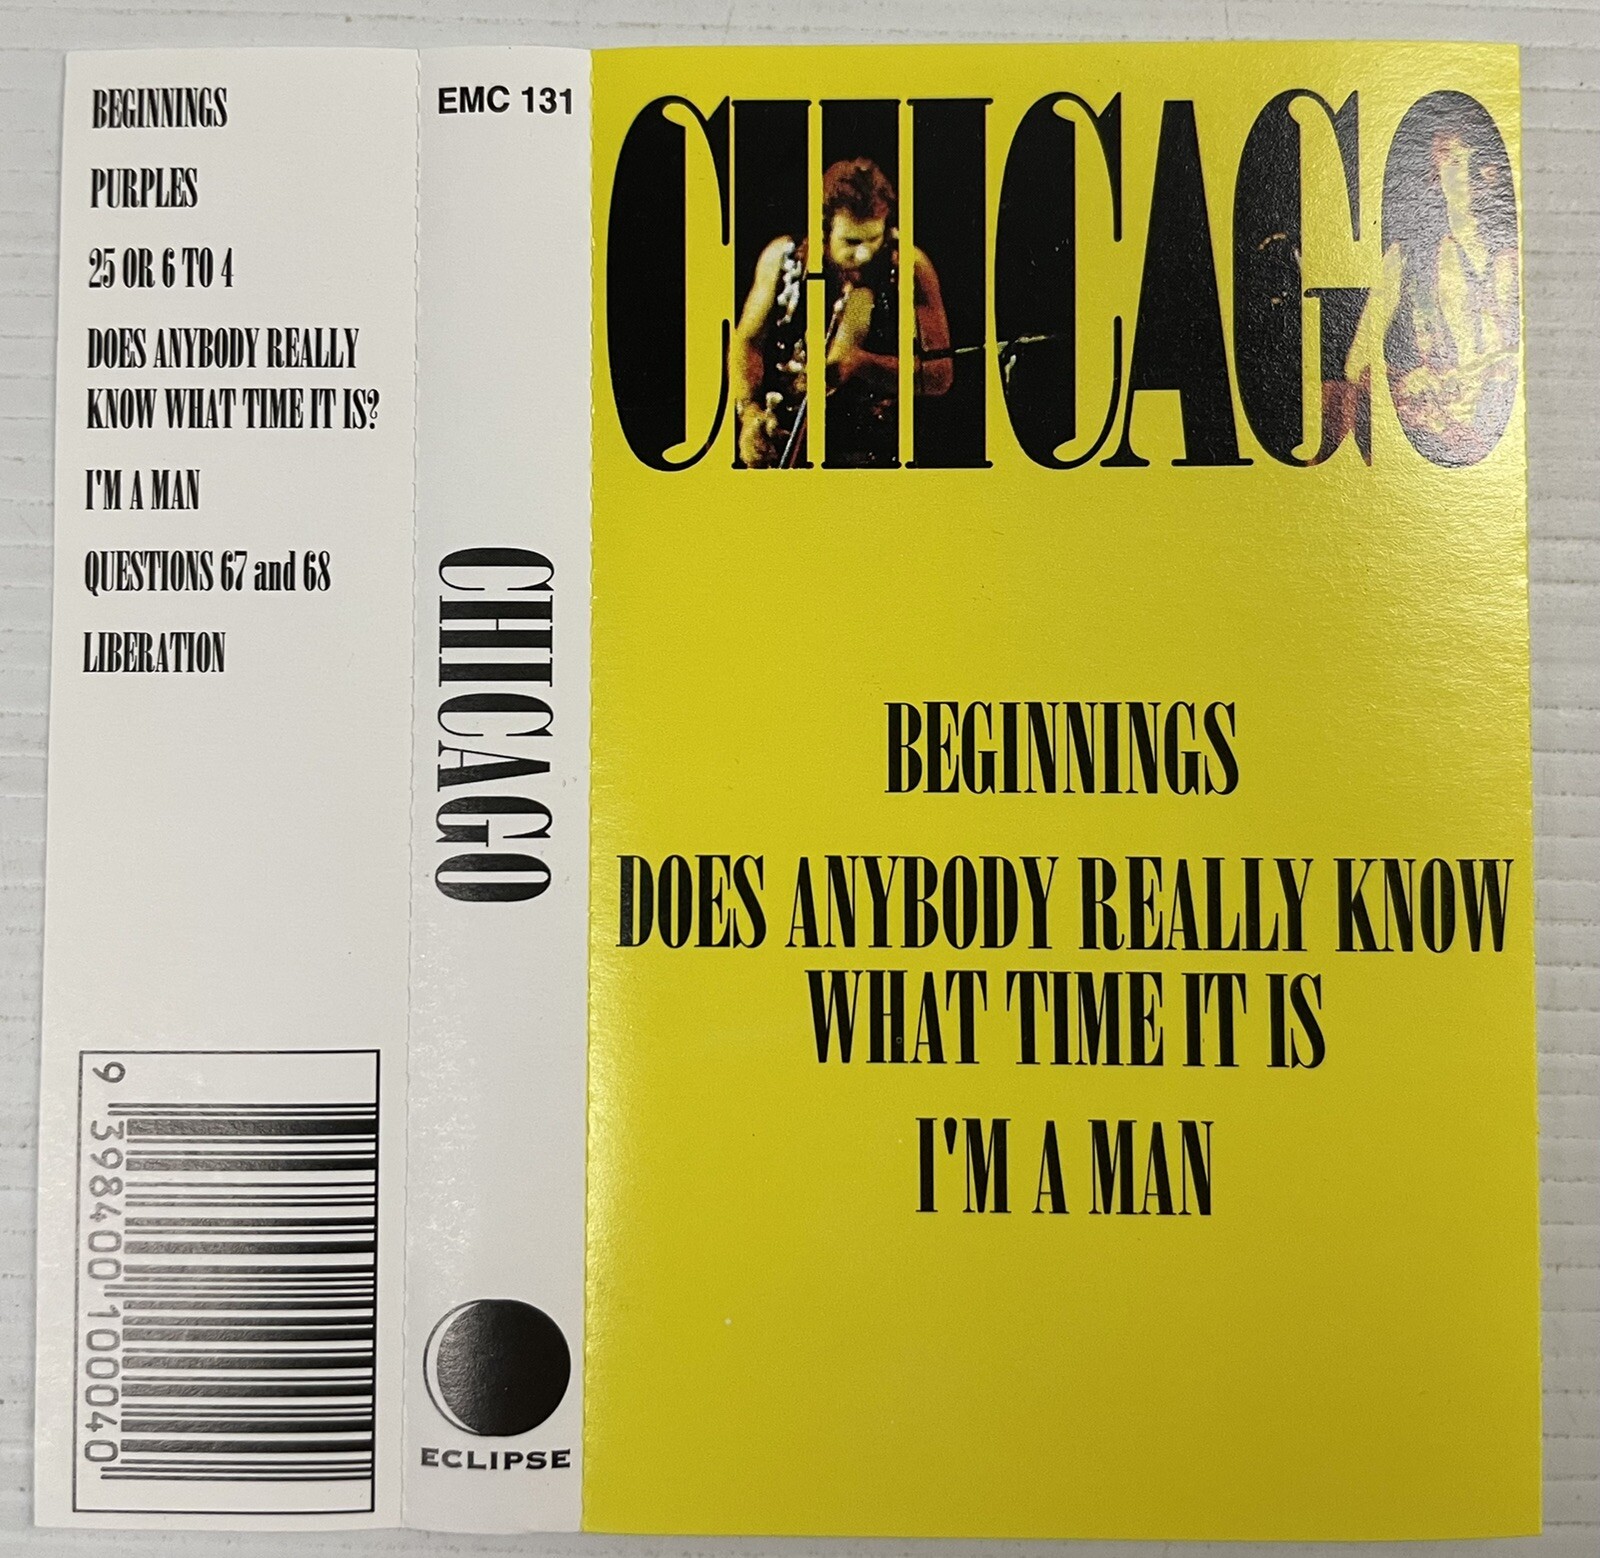 BEGINNINGS
PURPLES
25 OR 6 TO 4
DOES ANYBODY REALLY
KNOW WHAT TIME IT IS?
I'M A MAN
QUESTIONS 67 and 68
LIBERATION
9 398400 100040
EMC 131
CHICAGO
ECLIPSE
CHICAGO
BEGINNINGS
DOES ANYBODY REALLY KNOW
WHAT TIME IT IS
I'M A MAN